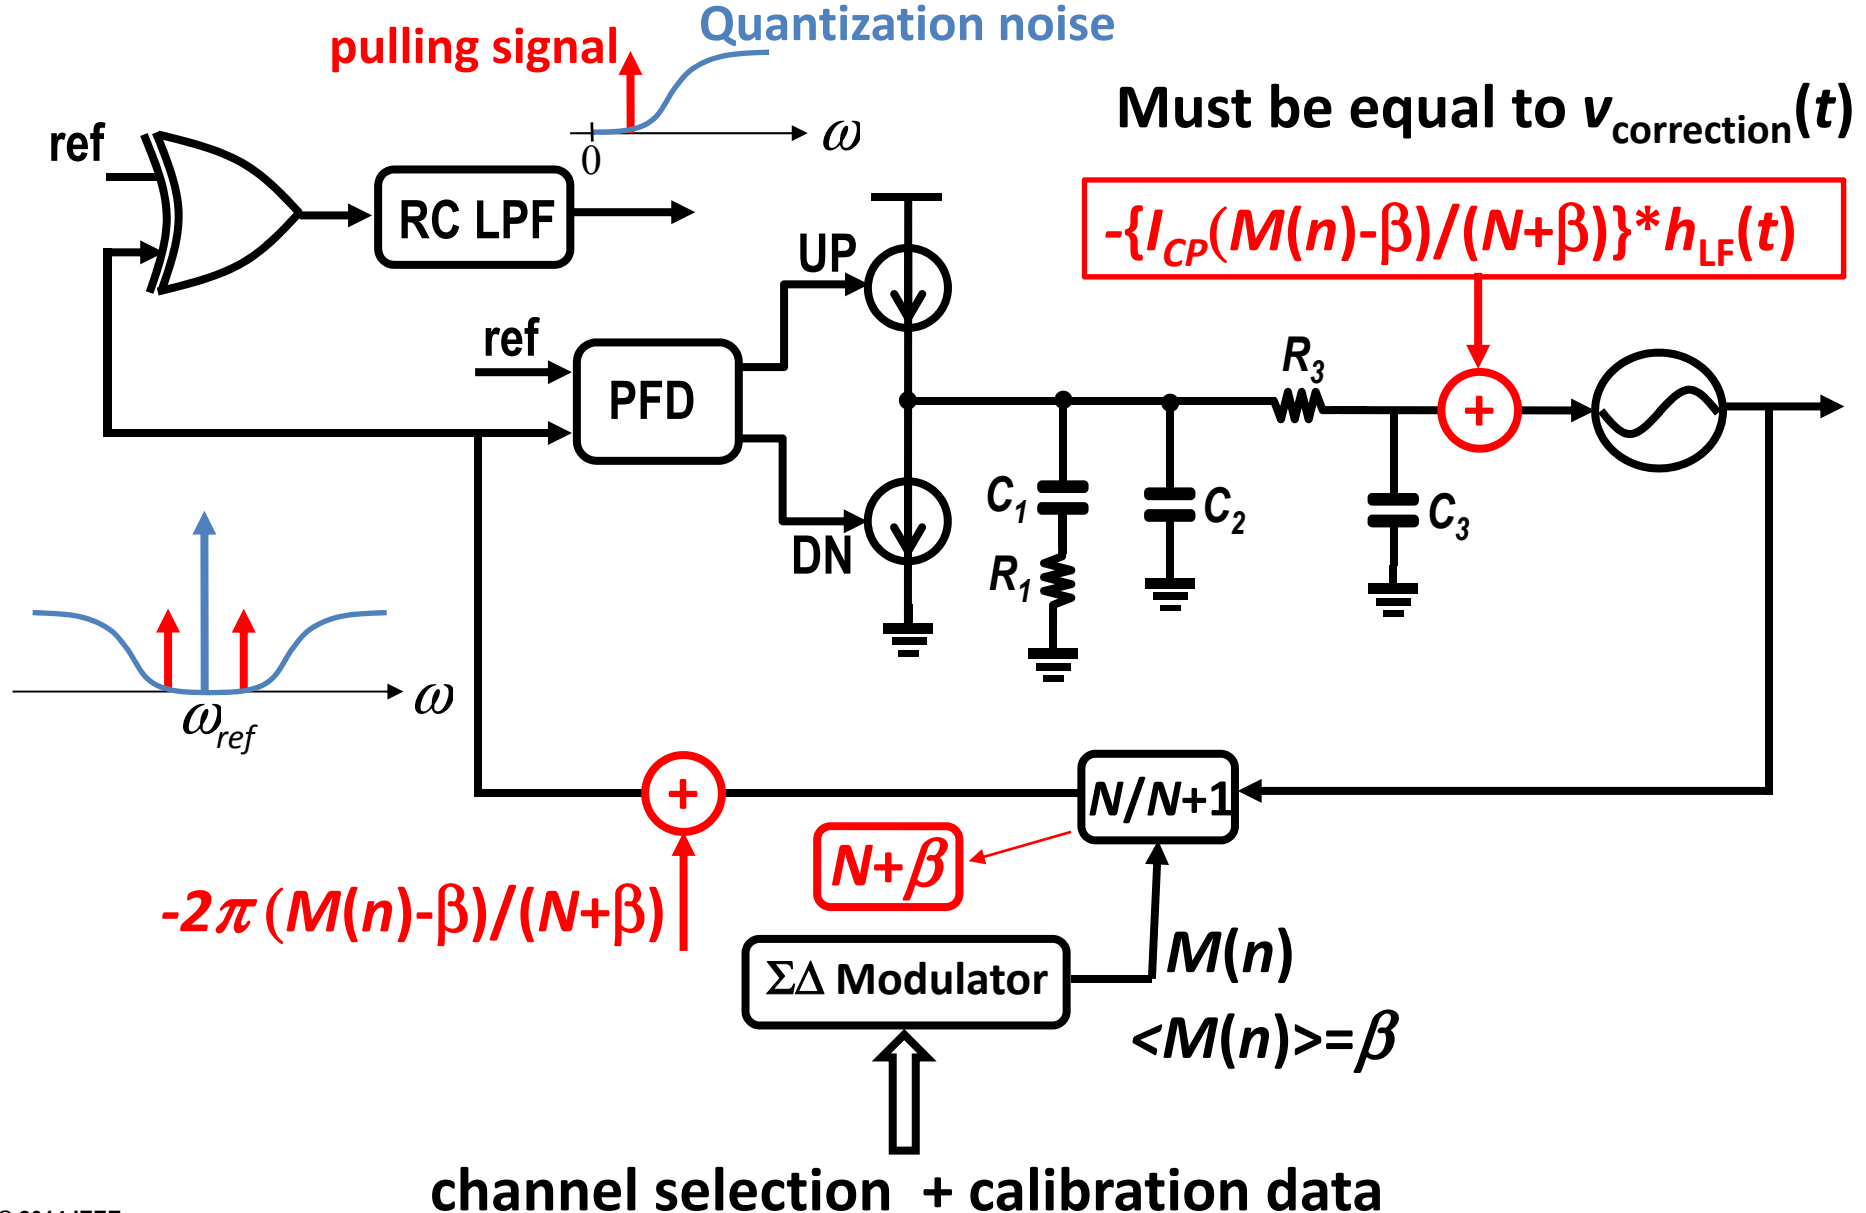 Quantization noise
pulling signal
ω
0
Must be equal to vcorrection(t)
ref
RC LPF
-{ICP(M(n)-β)/(N+β)}*hLF(t)
UP
ref
PFD
R3
+
C1
C2
C3
DN
R1
ω
ωref
+
N/N+1
N+β
-2π(M(n)-β)/(N+β)
ΣΔ Modulator
M(n)
<M(n)>=β
channel selection + calibration data